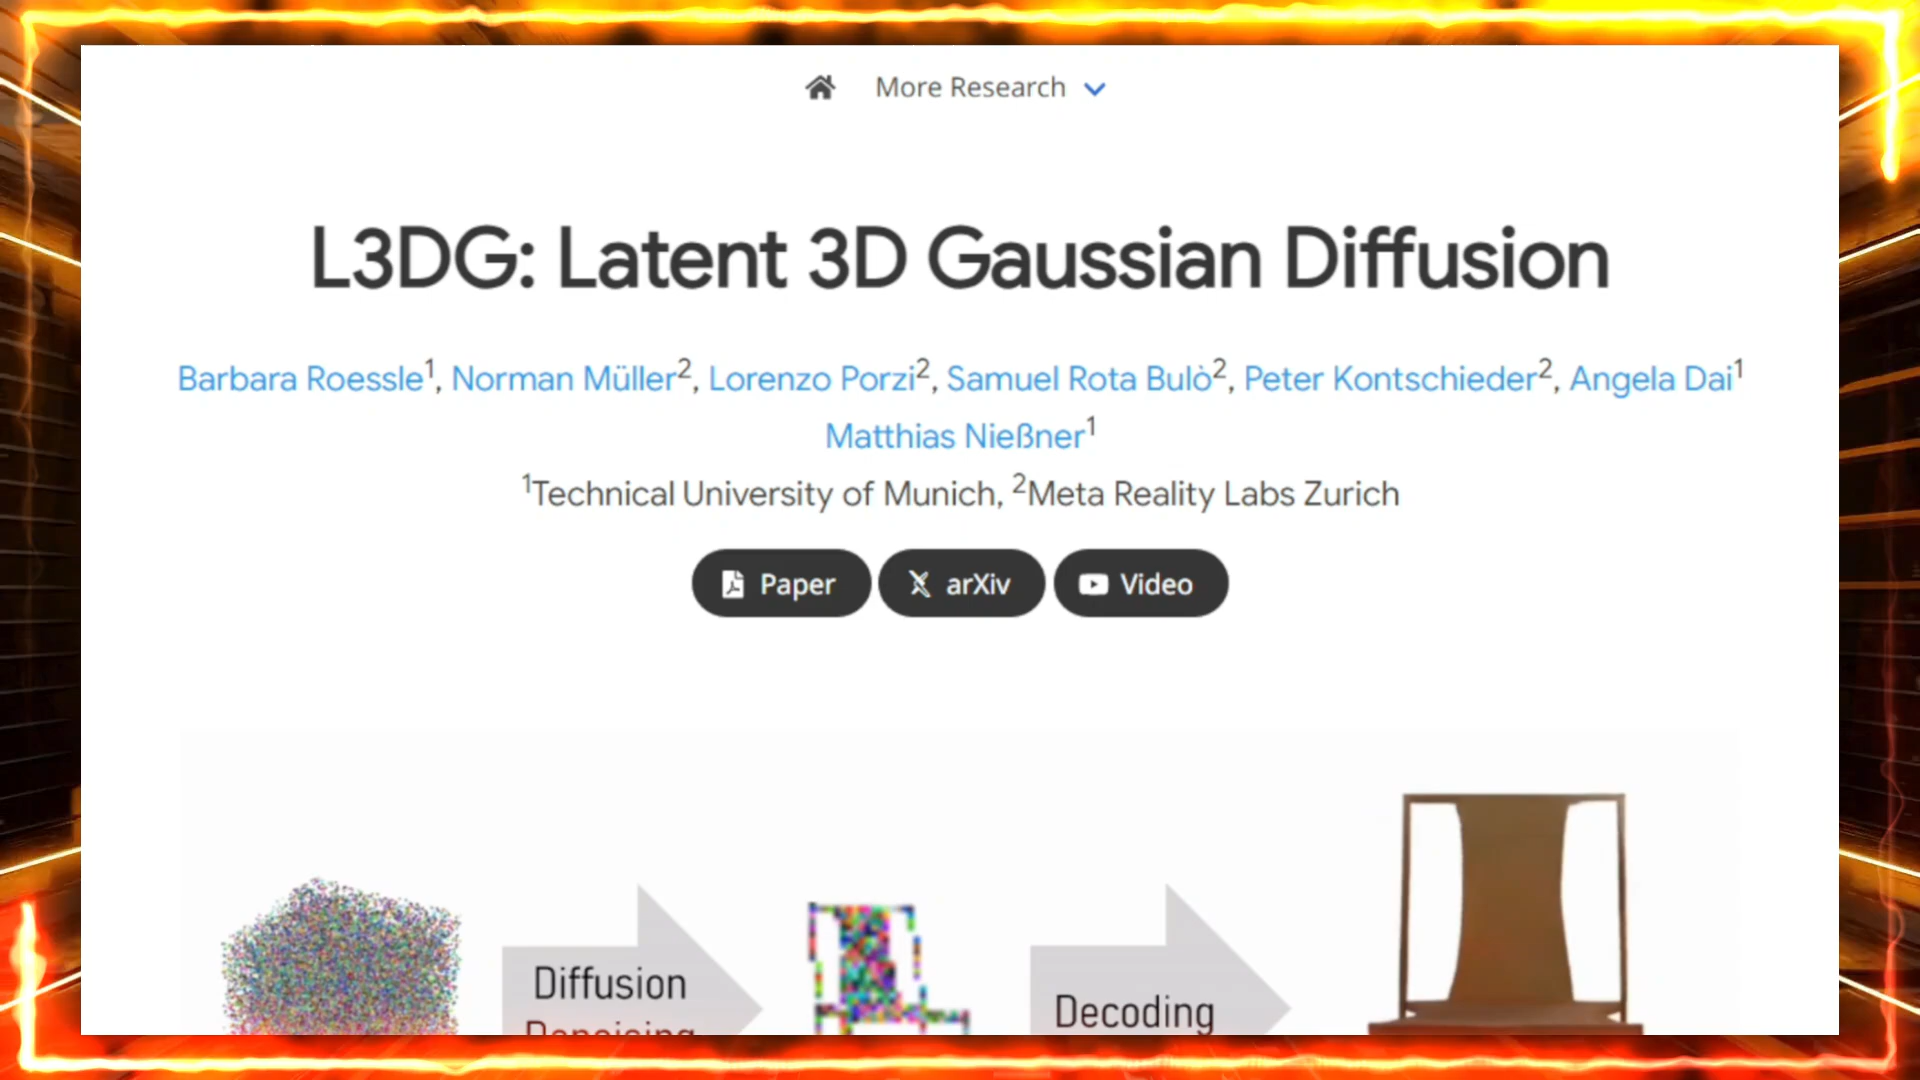 More Research
L3DG: Latent 3D Gaussian Diffusion
Barbara Roessle¹, Norman Müller², Lorenzo Porzi², Samuel Rota Bulò², Peter Kontschieder², Angela Dai¹
Matthias Nießner¹
¹Technical University of Munich, ²Meta Reality Labs Zurich
Paper arXiv Video
Diffusion
Denoising
Decoding